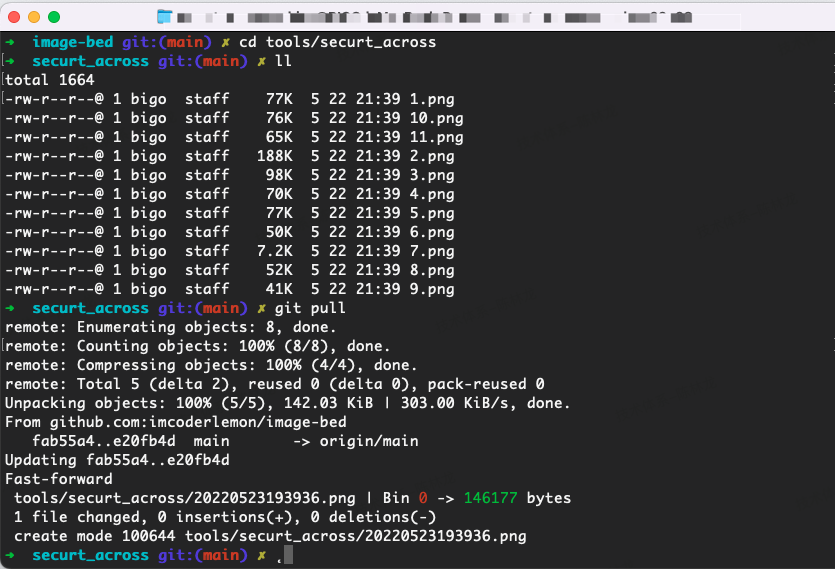 ➜  image-bed git:(main) ✗ cd tools/securt_across
➜  securt_across git:(main) ✗ ll
total 1664
-rw-r--r--@ 1 bigo  staff    77K  5 22 21:39 1.png
-rw-r--r--@ 1 bigo  staff    76K  5 22 21:39 10.png
-rw-r--r--@ 1 bigo  staff    65K  5 22 21:39 11.png
-rw-r--r--@ 1 bigo  staff   188K  5 22 21:39 2.png
-rw-r--r--@ 1 bigo  staff    98K  5 22 21:39 3.png
-rw-r--r--@ 1 bigo  staff    70K  5 22 21:39 4.png
-rw-r--r--@ 1 bigo  staff    77K  5 22 21:39 5.png
-rw-r--r--@ 1 bigo  staff    50K  5 22 21:39 6.png
-rw-r--r--@ 1 bigo  staff   7.2K  5 22 21:39 7.png
-rw-r--r--@ 1 bigo  staff    52K  5 22 21:39 8.png
-rw-r--r--@ 1 bigo  staff    41K  5 22 21:39 9.png
➜  securt_across git:(main) ✗ git pull
remote: Enumerating objects: 8, done.
remote: Counting objects: 100% (8/8), done.
remote: Compressing objects: 100% (4/4), done.
remote: Total 5 (delta 2), reused 0 (delta 0), pack-reused 0
Unpacking objects: 100% (5/5), 142.03 KiB | 303.00 KiB/s, done.
From github.com:imcoderlemon/image-bed
   fab55a4..e20fb4d  main       -> origin/main
Updating fab55a4..e20fb4d
Fast-forward
 tools/securt_across/20220523193936.png | Bin 0 -> 146177 bytes
 1 file changed, 0 insertions(+), 0 deletions(-)
 create mode 100644 tools/securt_across/20220523193936.png
➜  securt_across git:(main) ✗